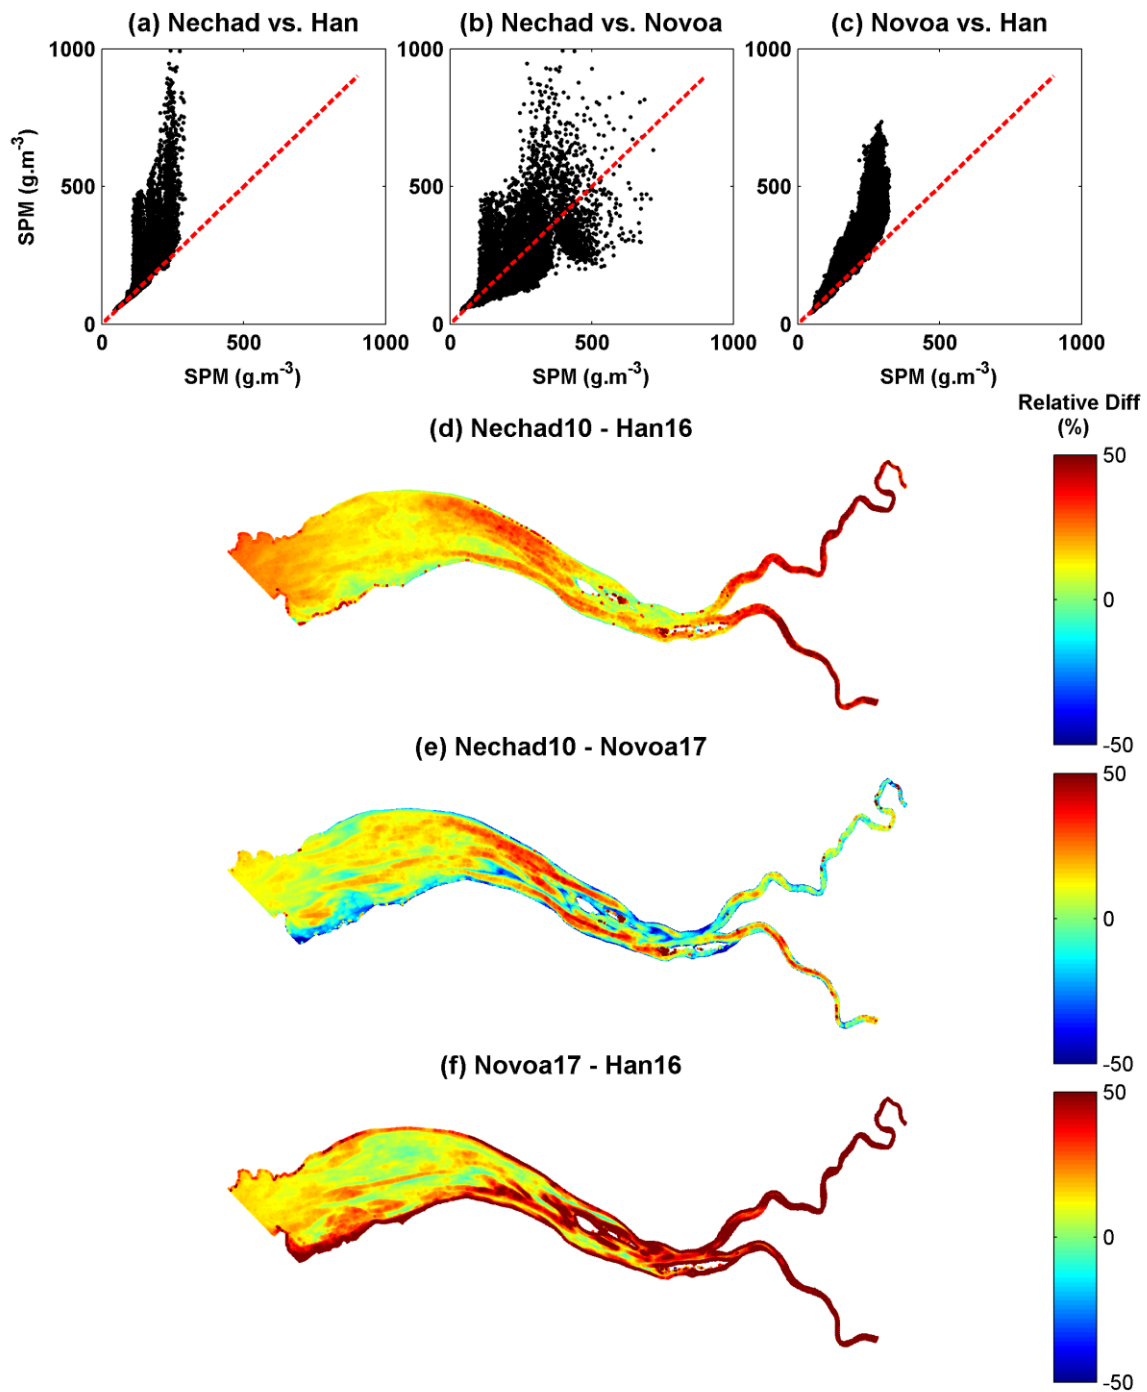 (a) Nechad vs. Han
(b) Nechad vs. Novoa
(c) Novoa vs. Han
SPM (g.m-3)
1000
500
0
0
500
1000
SPM (g.m-3)
1000
500
0
0
500
1000
SPM (g.m-3)
1000
500
0
0
500
1000
SPM (g.m-3)
Relative Diff
(%)
(d) Nechad10 - Han16
50
0
-50
(e) Nechad10 - Novoa17
50
0
-50
(f) Novoa17 - Han16
50
0
-50